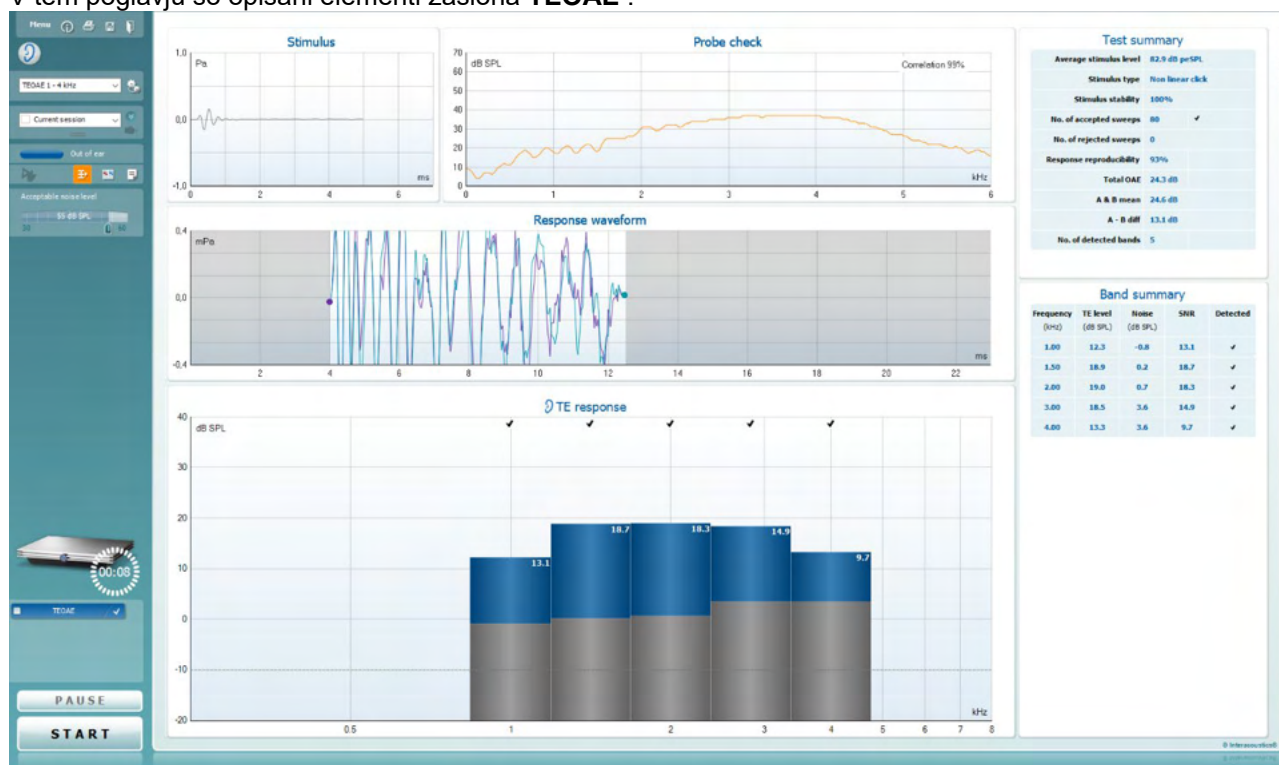 V tem poglavju so opisani elementi zaslona TEOAE :
Menu
TEOAE 1 - 4 kHz
Current session
Out of ear
Acceptable noise level
55 dB SPL
30 60
00:08
TEOAE
PAUSE
START
Stimulus
1,0
Pa
0,0
-1,0
ms
0 2 4 6
Probe check
70
dB SPL
Correlation 99%
60
50
40
30
20
10
0
kHz
0 1 2 3 4 5 6
Response waveform
0,4
mPa
0,0
-0,4
ms
2 4 6 8 10 12 14 16 18 20 22
TE response
40
dB SPL
30
20
10
0
-10
-20
13.1 18.7 18.3 14.9 9.7
kHz
0.5 1 2 3 4 5 6 7 8
Test summary
Average stimulus level 82.9 dB peSPL
Stimulus type Non linear click
Stimulus stability 100%
No. of accepted sweeps 80 ✔
No. of rejected sweeps 0
Response reproducibility 93%
Total OAE 24.3 dB
A & B mean 24.6 dB
A - B diff 13.1 dB
No. of detected bands 5
Band summary
Frequency TE level Noise SNR Detected
(kHz) (dB SPL) (dB SPL)
1.00 12.3 -0.8 13.1 ✔
1.50 18.9 0.2 18.7 ✔
2.00 19.0 0.7 18.3 ✔
3.00 18.5 3.6 14.9 ✔
4.00 13.3 3.6 9.7 ✔
© Interacoustics®